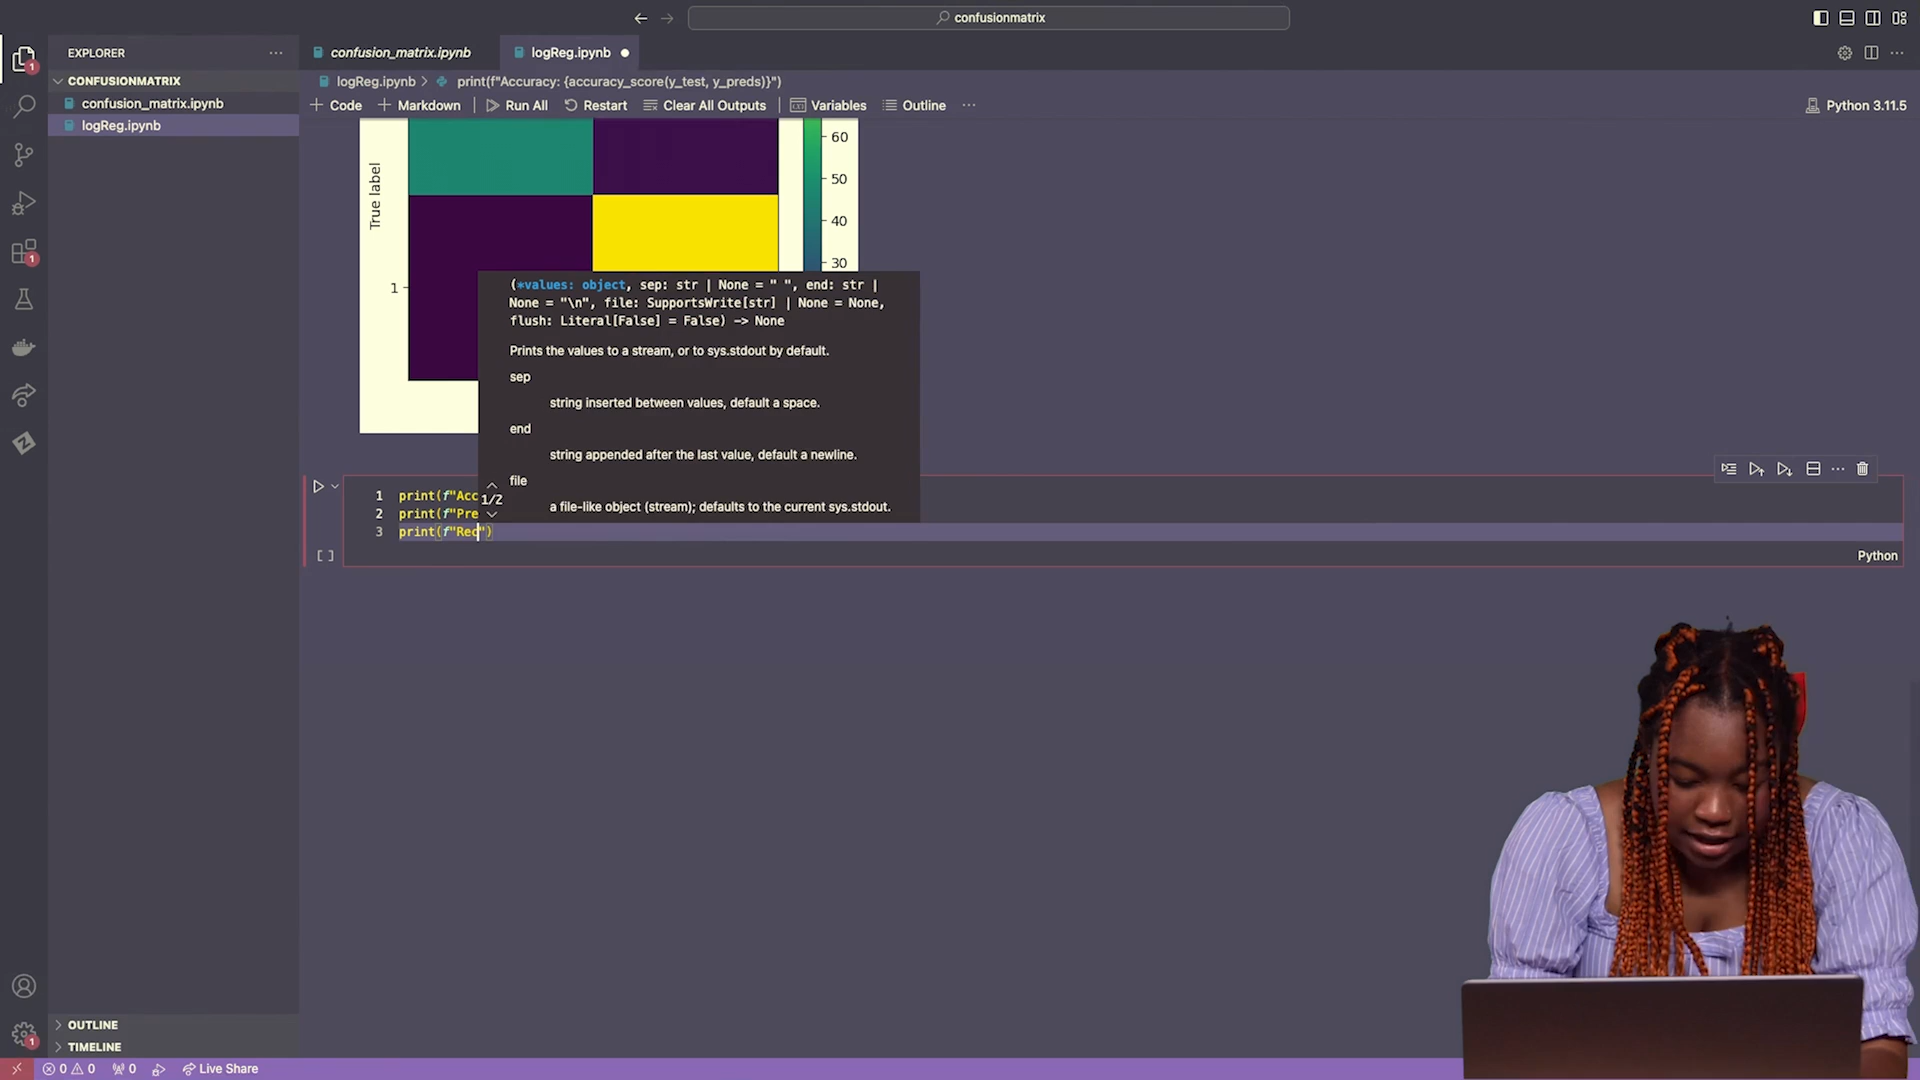 confusionmatrix
EXPLORER
confusion_matrix.ipynb
logReg.ipynb
CONFUSIONMATRIX
logReg.ipynb
print(f"Accuracy: {accuracy_score(y_test, y_preds)}")
confusion_matrix.ipynb
Code
Markdown
Run All
Restart
Clear All Outputs
Variables
Outline
Python 3.11.5
logReg.ipynb
True label
1
60
50
40
30
(*values: object, sep: str | None = " ", end: str |
None = "\n", file: SupportsWrite[str] | None = None,
flush: Literal[False] = False) -> None
Prints the values to a stream, or to sys.stdout by default.
sep
string inserted between values, default a space.
end
string appended after the last value, default a newline.
file
a file-like object (stream); defaults to the current sys.stdout.
1/2
1 print(f"Acc
2 print(f"Pre
3 print(f"Rec")
[ ]
Python
1
1
1
OUTLINE
TIMELINE
0 0 0 Live Share